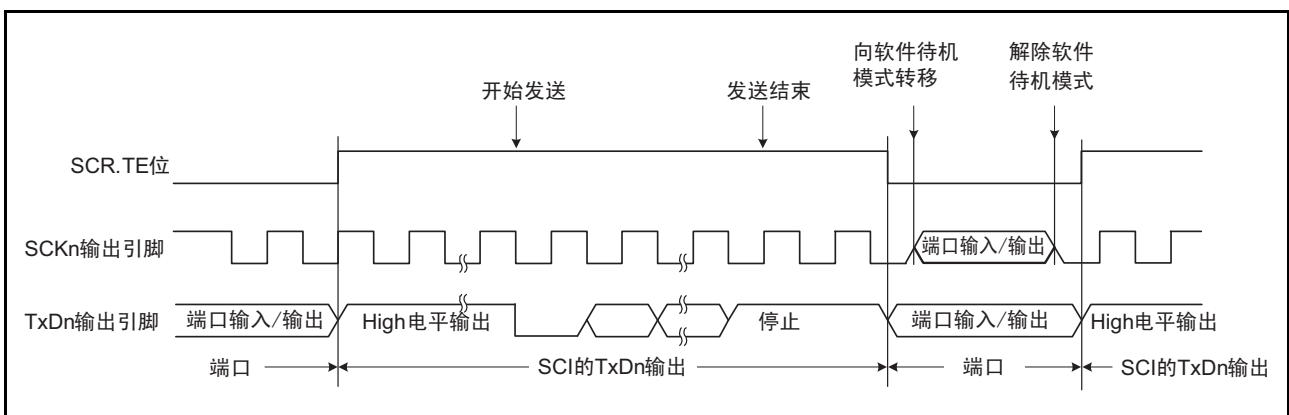 向软件待机
模式转移
解除软件
待机模式
开始发送
发送结束
SCR.TE位
SCKn输出引脚
端口输入/输出
TxDn输出引脚
端口输入/输出
High电平输出
停止
端口输入/输出
High电平输出
端口
SCI的TxDn输出
端口
SCI的TxDn输出